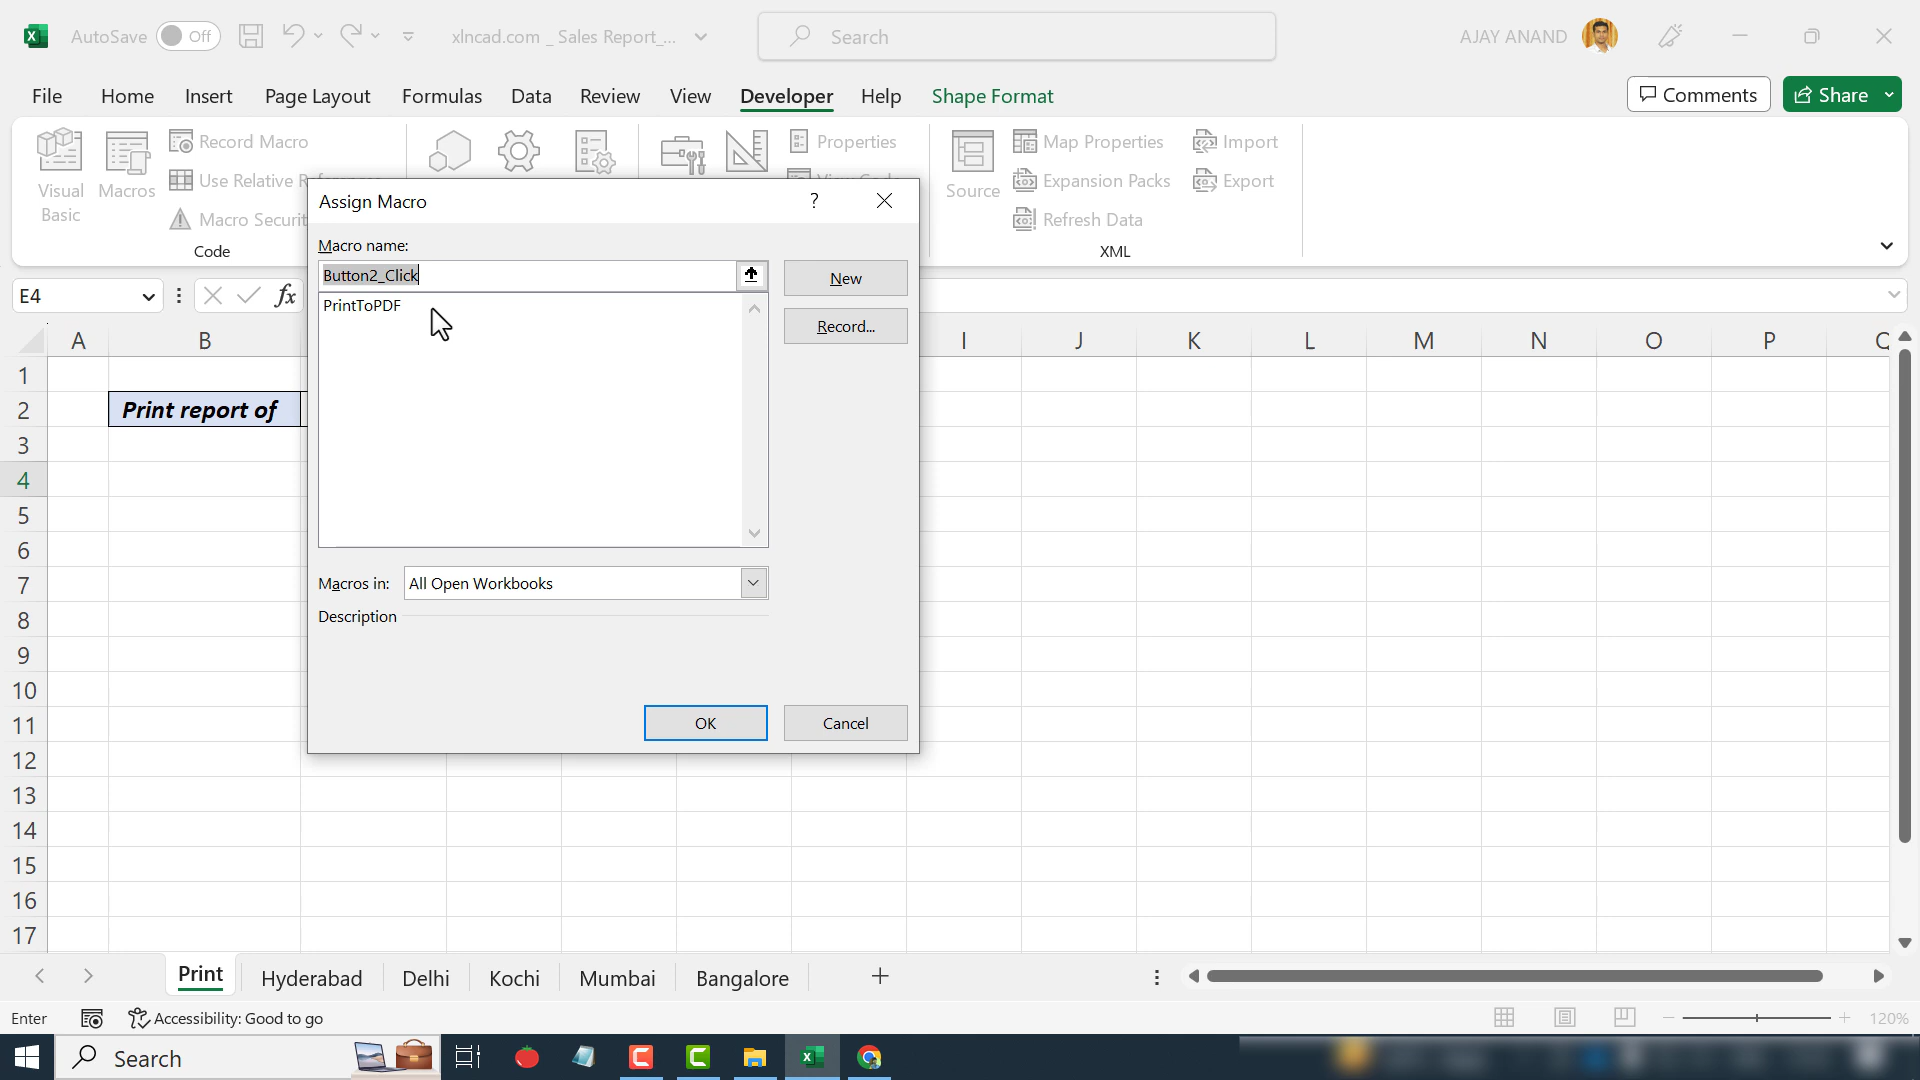 AutoSave Off xlncad.com _ Sales Report_... Search AJAY ANAND
File Home Insert Page Layout Formulas Data Review View Developer Help Shape Format Comments Share
Visual Basic
Macros
Record Macro
Macro Securit
Code
Properties
Source
Map Properties
Expansion Packs
Refresh Data
Import
Export
XML
Assign Macro ?
Macro name:
Button2_Click
PrintToPDF
New
Record...
Macros in: All Open Workbooks
Description
OK Cancel
E4 fx
A B I J K L M N O P
1
2 Print report of
3
4
5
6
7
8
9
10
11
12
13
14
15
16
17
Print Hyderabad Delhi Kochi Mumbai Bangalore +
Enter Accessibility: Good to go 120%
Search